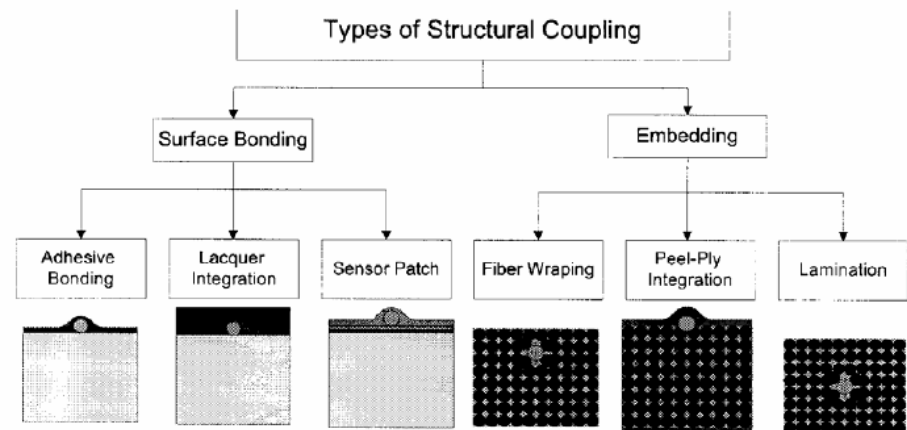 Types of Structural Coupling
Surface Bonding
Embedding
Adhesive
Bonding
Lacquer
Integration
Sensor Patch
Fiber Wraping
Peel-Ply
Integration
Lamination